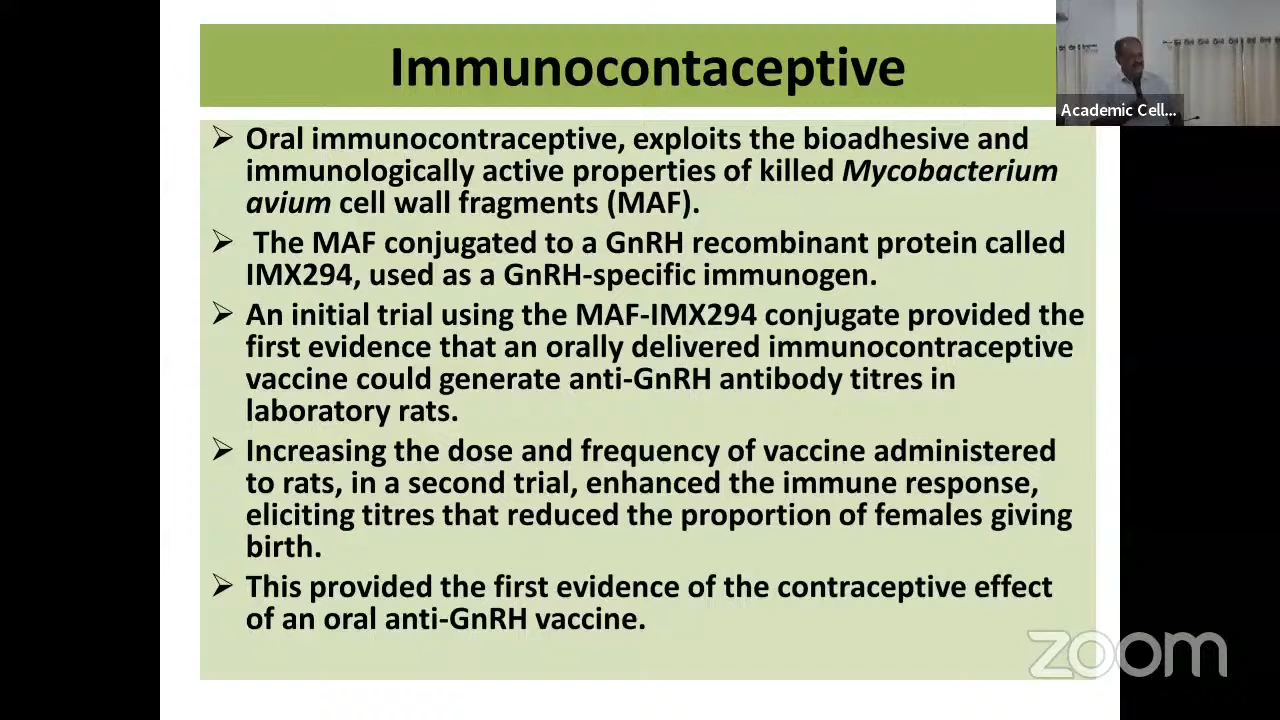 Immunocontaceptive
Academic Cell...
➢ Oral immunocontraceptive, exploits the bioadhesive and
immunologically active properties of killed Mycobacterium
avium cell wall fragments (MAF).
➢ The MAF conjugated to a GnRH recombinant protein called
IMX294, used as a GnRH-specific immunogen.
➢ An initial trial using the MAF-IMX294 conjugate provided the
first evidence that an orally delivered immunocontraceptive
vaccine could generate anti-GnRH antibody titres in
laboratory rats.
➢ Increasing the dose and frequency of vaccine administered
to rats, in a second trial, enhanced the immune response,
eliciting titres that reduced the proportion of females giving
birth.
➢ This provided the first evidence of the contraceptive effect
of an oral anti-GnRH vaccine.
zoom